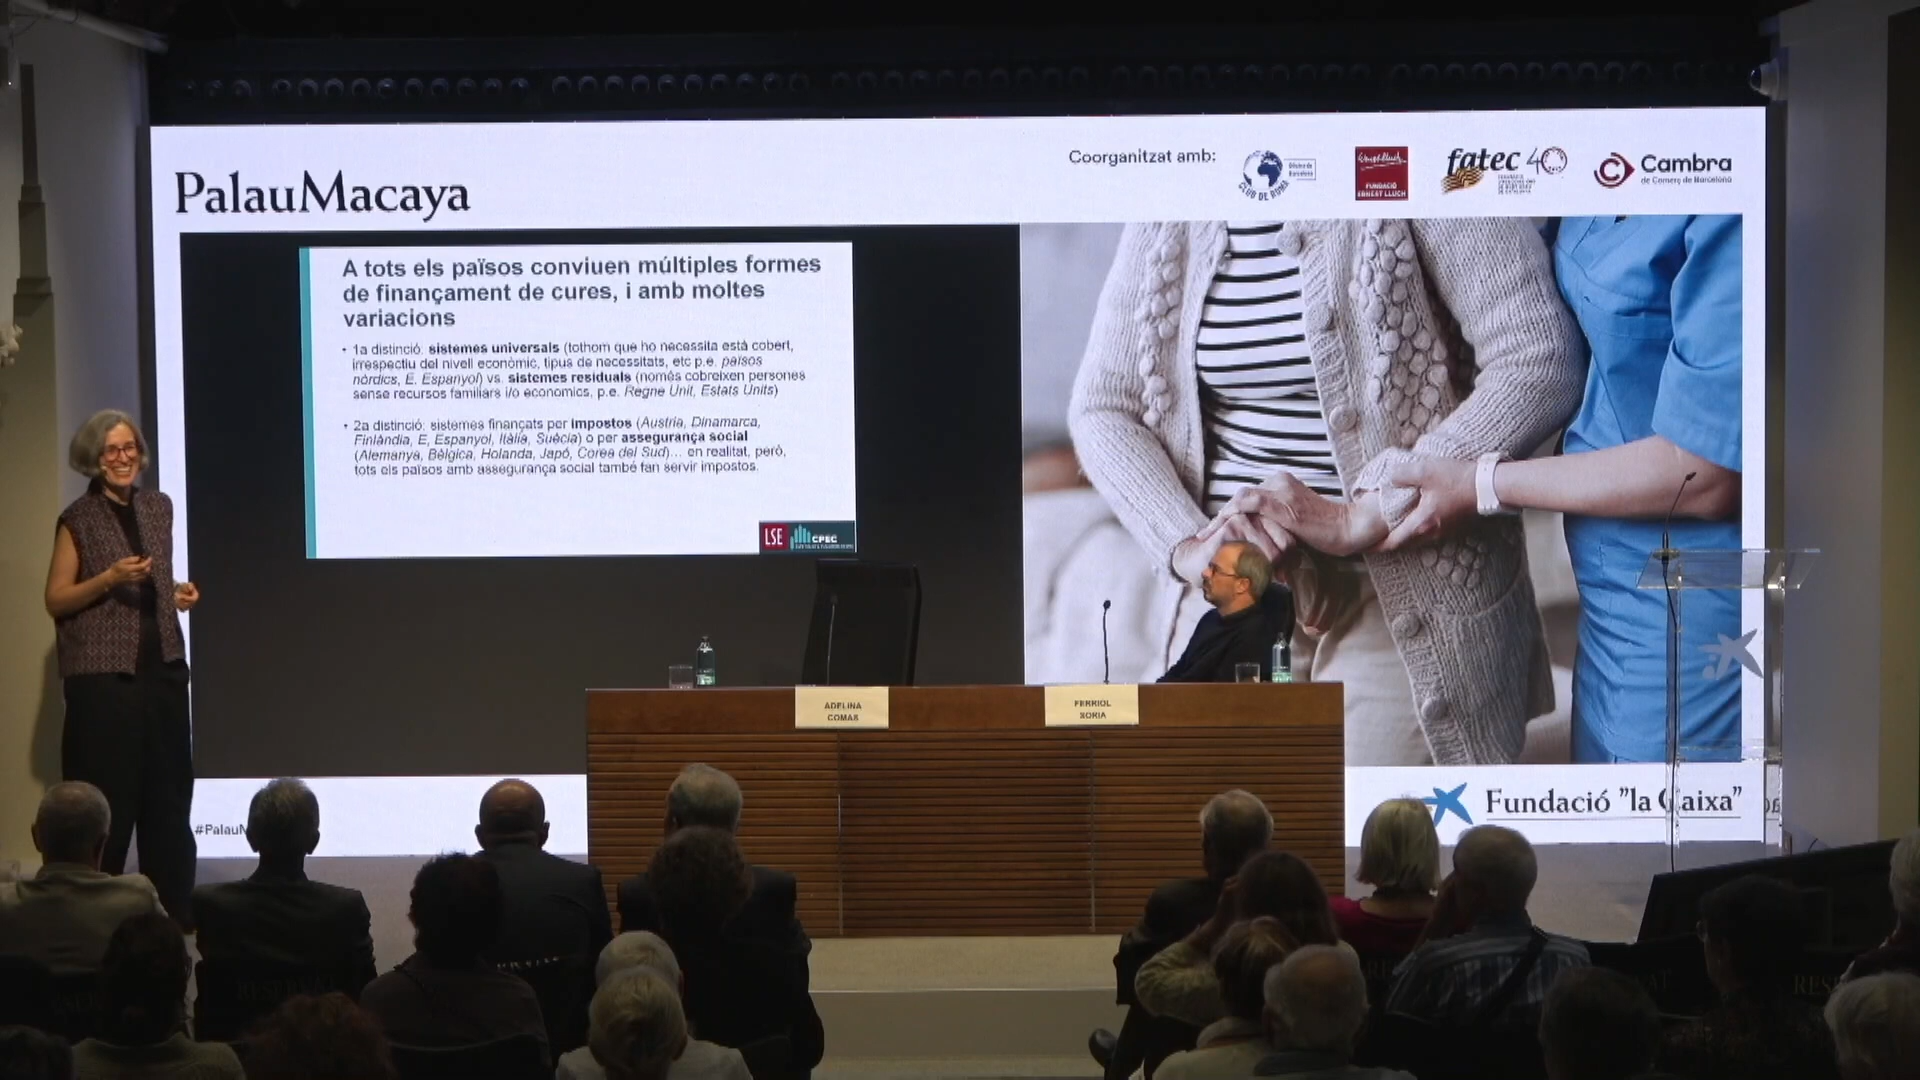 PalauMacaya
Coorganitzat amb:
CLUB DE ROMA
Oficina de
Barcelona
FUNDACIÓ
ERNEST LLUCH
fatec 40
Cambra
de Comerç de Barcelona
A tots els països conviuen múltiples formes
de finançament de cures, i amb moltes
variacions
• 1a distinció: sistemes universals (tothom que ho necessita està cobert,
irrespectiu del nivell econòmic, tipus de necessitats, etc p.e. països
nòrdics, E. Espanyol) vs. sistemes residuals (només cobreixen persones
sense recursos familiars i/o economics, p.e. Regne Unit, Estats Units)
• 2a distinció: sistemes finançats per impostos (Austria, Dinamarca,
Finlàndia, E, Espanyol, Itàlia, Suècia) o per assegurança social
(Alemanya, Bèlgica, Holanda, Japó, Corea del Sud)… en realitat, però,
tots els països amb assegurança social també fan servir impostos.
LSE
CPEC
ADELINA
COMAS
FERRIOL
SORIA
#PalauM
Fundació "la Caixa"